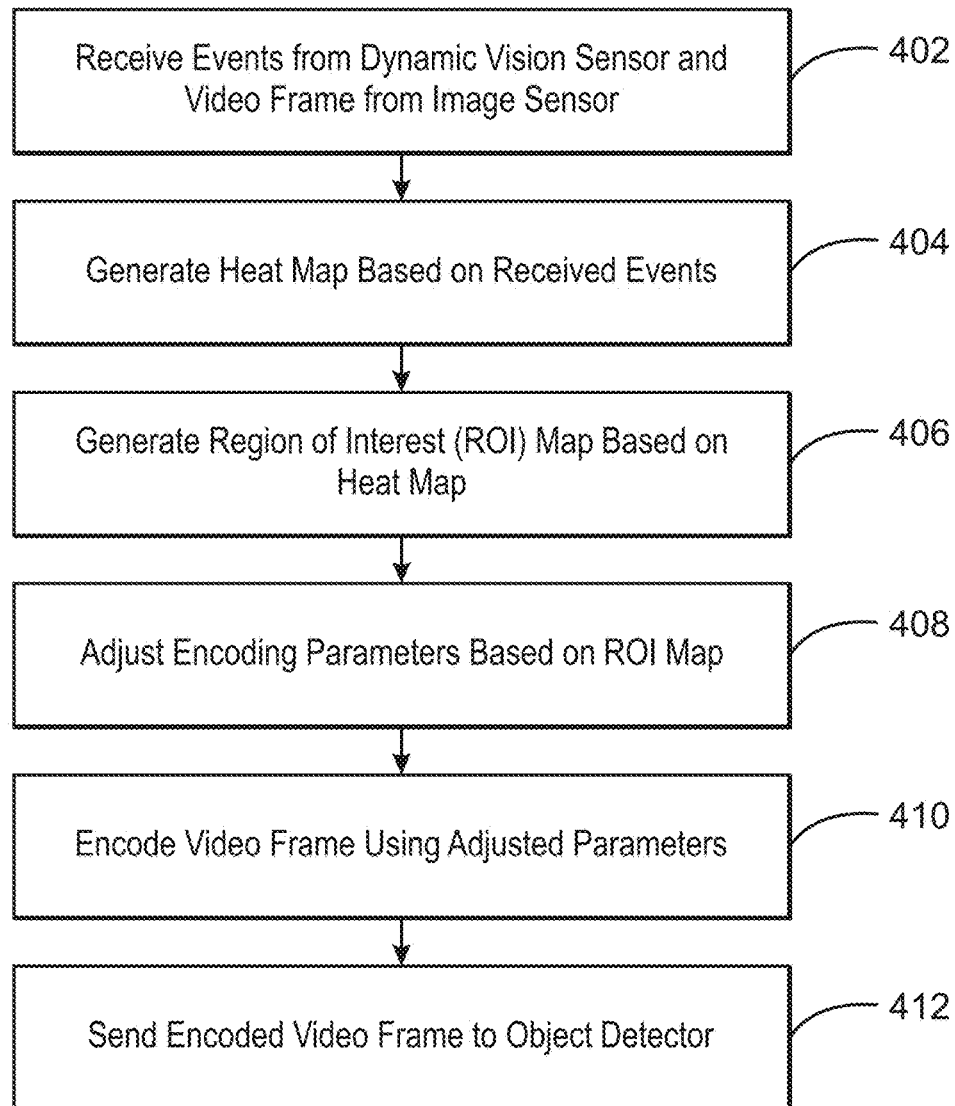 Receive Events from Dynamic Vision Sensor and
Video Frame from Image Sensor
402
Generate Heat Map Based on Received Events
404
Generate Region of Interest (ROI) Map Based on
Heat Map
406
Adjust Encoding Parameters Based on ROI Map
408
Encode Video Frame Using Adjusted Parameters
410
Send Encoded Video Frame to Object Detector
412